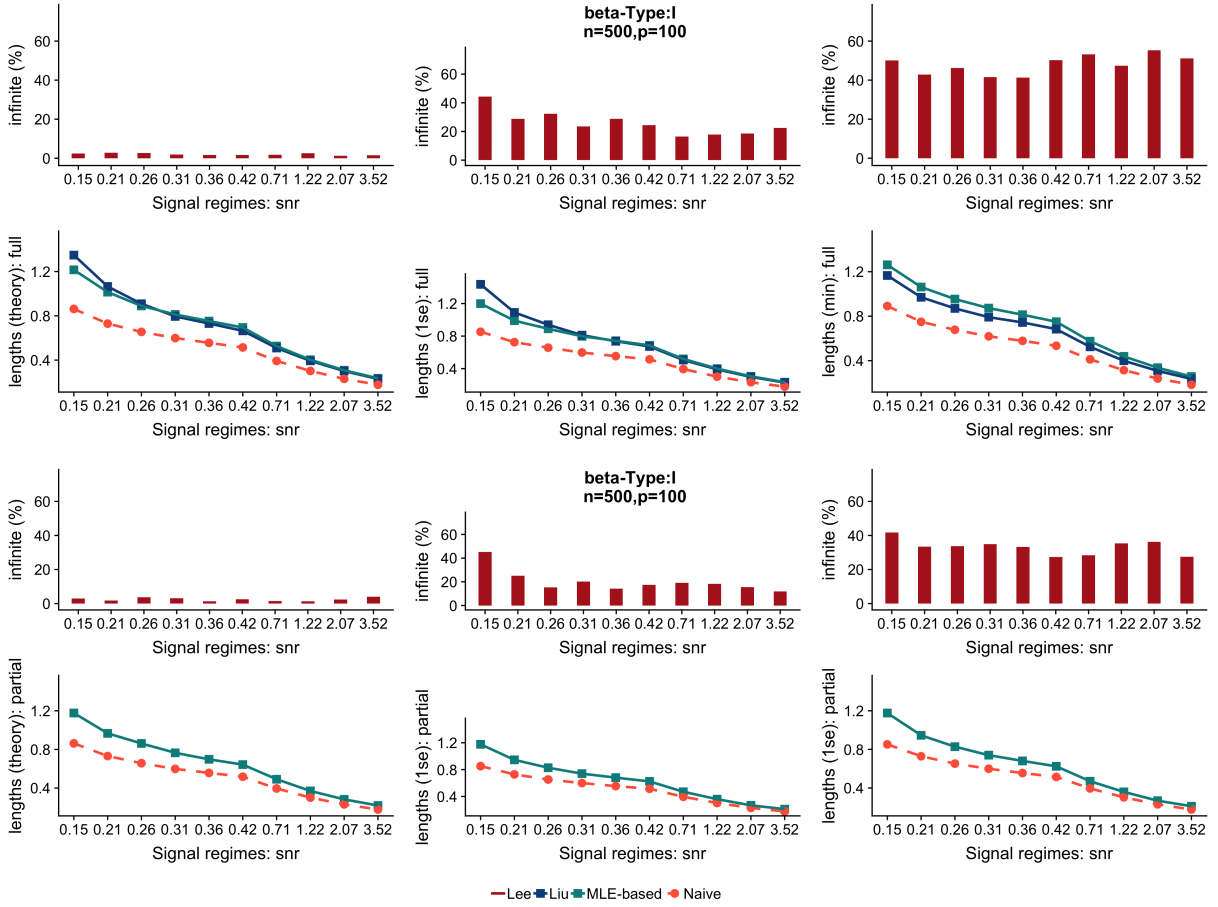 beta-Type:I
n=500,p=100
infinite (%)
60
40
20
0
0.15 0.21 0.26 0.31 0.36 0.42 0.71 1.22 2.07 3.52
Signal regimes: snr
infinite (%)
60
40
20
0
0.15 0.21 0.26 0.31 0.36 0.42 0.71 1.22 2.07 3.52
Signal regimes: snr
infinite (%)
60
40
20
0
0.15 0.21 0.26 0.31 0.36 0.42 0.71 1.22 2.07 3.52
Signal regimes: snr
lengths (theory): full
1.2
0.8
0.4
0.15 0.21 0.26 0.31 0.36 0.42 0.71 1.22 2.07 3.52
Signal regimes: snr
lengths (1se): full
1.2
0.8
0.4
0.15 0.21 0.26 0.31 0.36 0.42 0.71 1.22 2.07 3.52
Signal regimes: snr
lengths (min): full
1.2
0.8
0.4
0.15 0.21 0.26 0.31 0.36 0.42 0.71 1.22 2.07 3.52
Signal regimes: snr
beta-Type:I
n=500,p=100
infinite (%)
60
40
20
0
0.15 0.21 0.26 0.31 0.36 0.42 0.71 1.22 2.07 3.52
Signal regimes: snr
infinite (%)
60
40
20
0
0.15 0.21 0.26 0.31 0.36 0.42 0.71 1.22 2.07 3.52
Signal regimes: snr
infinite (%)
60
40
20
0
0.15 0.21 0.26 0.31 0.36 0.42 0.71 1.22 2.07 3.52
Signal regimes: snr
lengths (theory): partial
1.2
0.8
0.4
0.15 0.21 0.26 0.31 0.36 0.42 0.71 1.22 2.07 3.52
Signal regimes: snr
lengths (1se): partial
1.2
0.8
0.4
0.15 0.21 0.26 0.31 0.36 0.42 0.71 1.22 2.07 3.52
Signal regimes: snr
lengths (1se): partial
1.2
0.8
0.4
0.15 0.21 0.26 0.31 0.36 0.42 0.71 1.22 2.07 3.52
Signal regimes: snr
Lee Liu MLE-based Naive